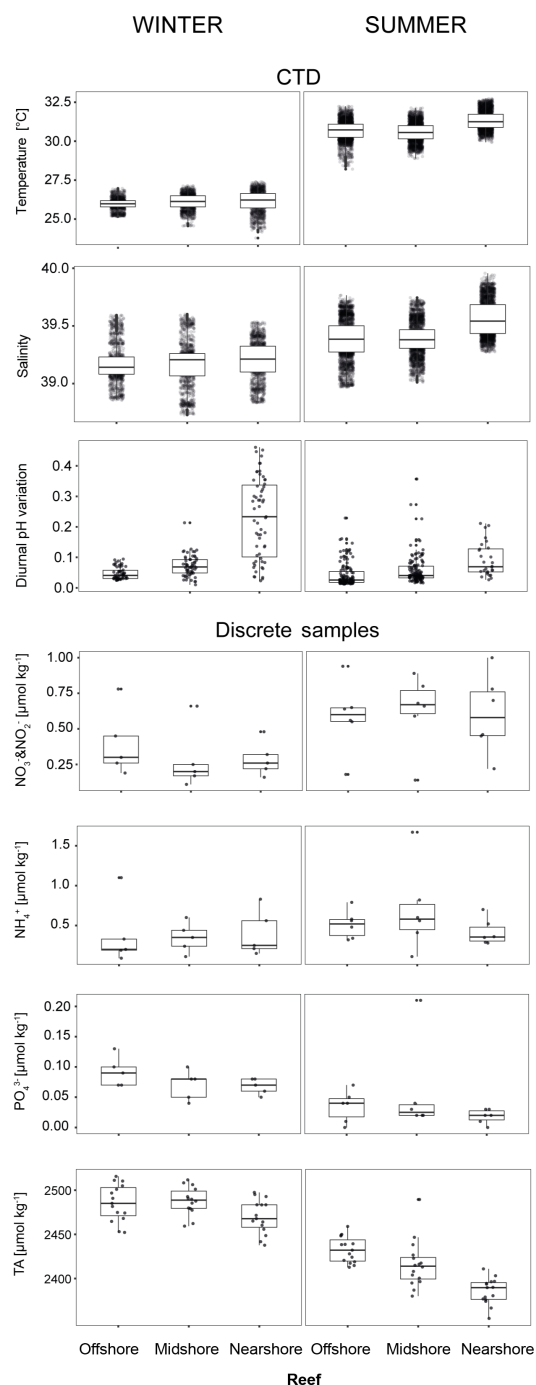 WINTER SUMMER
CTD
Temperature [°C]
32.5
30.0
27.5
25.0
Salinity
40.0
39.5
39.0
Diurnal pH variation
0.4
0.3
0.2
0.1
0.0
Discrete samples
NO₃⁻&NO₂⁻ [µmol kg⁻¹]
1.00
0.75
0.50
0.25
NH₄⁺ [µmol kg⁻¹]
1.5
1.0
0.5
PO₄³⁻ [µmol kg⁻¹]
0.20
0.15
0.10
0.05
0.00
TA [µmol kg⁻¹]
2500
2450
2400
Offshore Midshore Nearshore Offshore Midshore Nearshore
Reef